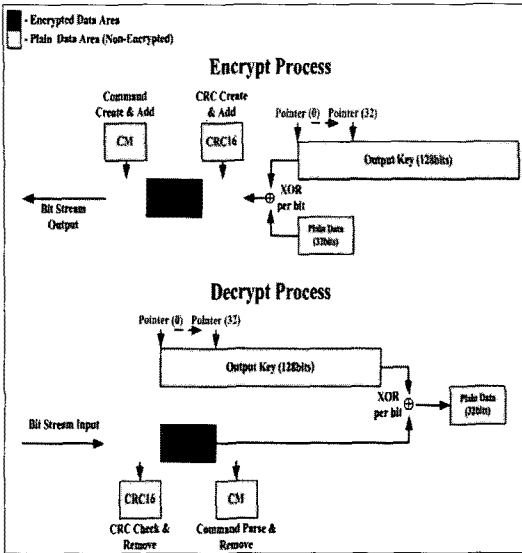 - Encrypted Data Area
- Plain Data Area (Non-Encrypted)
Encrypt Process
Command
Create & Add
CRC Create
& Add
Pointer (0) Pointer (32)
CM
CRC16
Output Key (128bits)
XOR
per bit
Bit Stream
Output
Plain Data
(32bits)
Decrypt Process
Pointer (0) Pointer (32)
Output Key (128bits)
XOR
per bit
Plain Data
(32bits)
Bit Stream Input
CRC16
CM
CRC Check &
Remove
Command Parse &
Remove